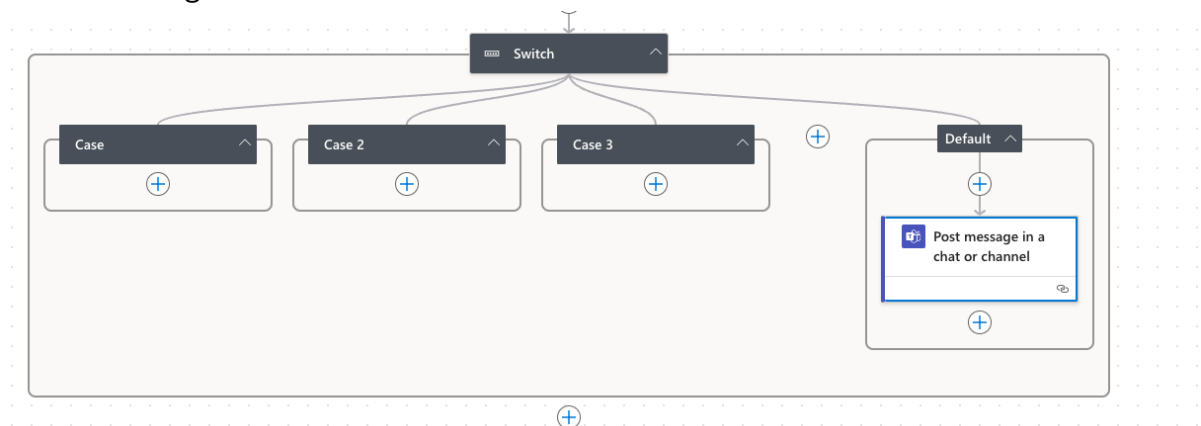 Switch
Case
Case 2
Case 3
Default
Post message in a
chat or channel